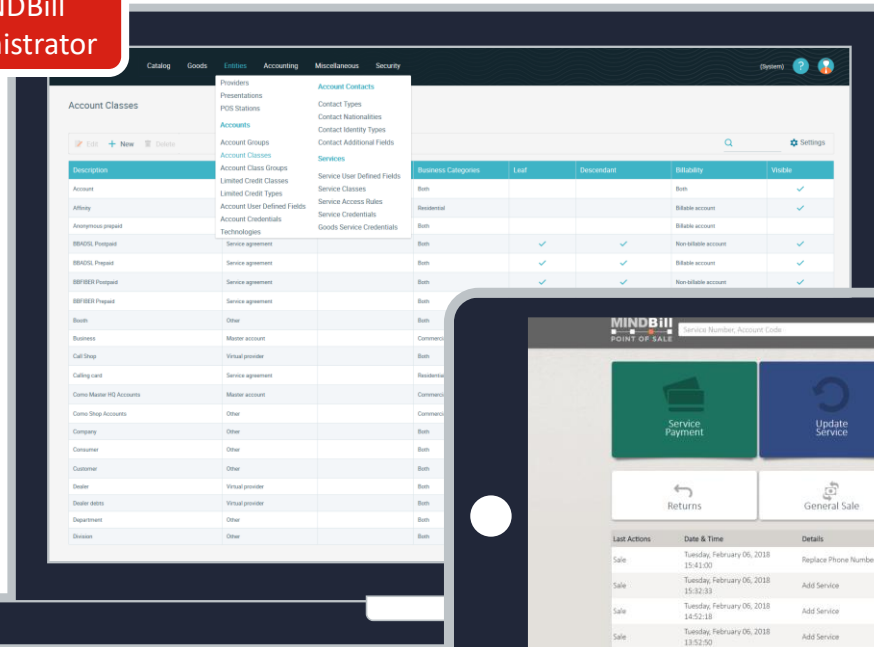 NDBill
nistrator
Catalog Goods Entities Accounting Miscellaneous Security (System) ?
Providers
Presentations
POS Stations
Accounts
Account Groups
Account Classes
Account Class Groups
Limited Credit Classes
Limited Credit Types
Account User Defined Fields
Account Credentials
Technologies
Account Contacts
Contact Types
Contact Nationalities
Contact Identity Types
Contact Additional Fields
Services
Service User Defined Fields
Service Classes
Service Access Rules
Service Credentials
Goods Service Credentials
Account Classes
Edit New Delete Settings
Description Business Categories Leaf Descendant Billability Visible
Account Both Both
Affinity Residential Billable account
Anonymous prepaid Both Billable account
BBADSL Postpaid Service agreement Both Non-billable account
BBADSL Prepaid Service agreement Both Billable account
BBFIBER Postpaid Service agreement Both Non-billable account
BBFIBER Prepaid Service agreement Both
Booth Other Both
Business Master account Commerci
Call Shop Virtual provider Both
Calling card Service agreement Residential
Como Master HQ Accounts Master account Commerci
Como Shop Accounts Other Commerci
Company Other Both
Consumer Other Both
Customer Other Both
Dealer Virtual provider Both
Dealer debts Virtual provider Both
Department Other Both
Division Other Both
MINDBill
POINT OF SALE
Service Number, Account Code
Service
Payment
Update
Service
Returns
General Sale
Last Actions Date & Time Details
Sale Tuesday, February 06, 2018 15:41:00 Replace Phone Number
Sale Tuesday, February 06, 2018 15:32:33 Add Service
Sale Tuesday, February 06, 2018 14:52:18 Add Service
Sale Tuesday, February 06, 2018 13:52:50 Add Service